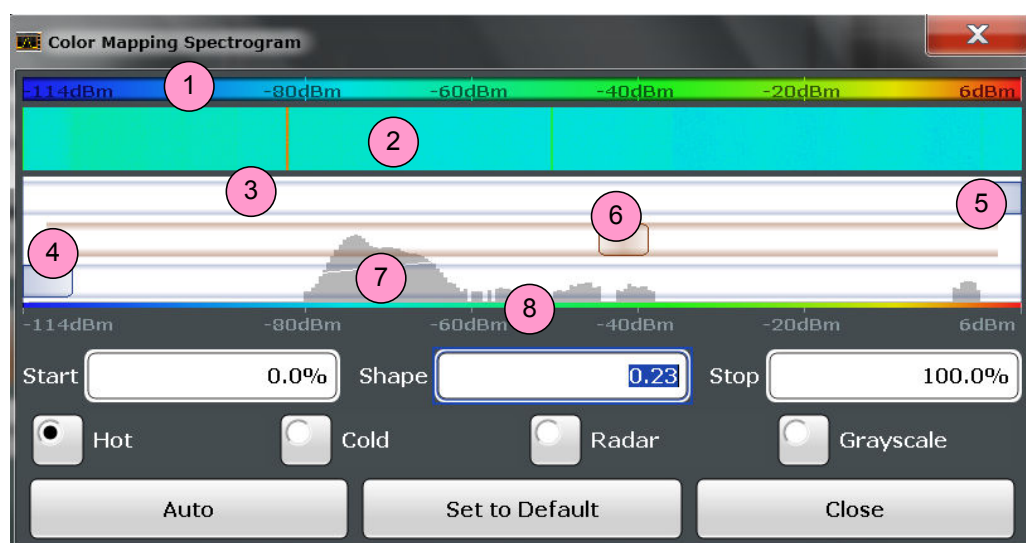 Color Mapping Spectrogram X
-114dBm 1 -80dBm -60dBm -40dBm -20dBm 6dBm
2
3
6
5
4
7
8
-114dBm -80dBm -60dBm -40dBm -20dBm 6dBm
Start 0.0% Shape 0.23 Stop 100.0%
Hot Cold Radar Grayscale
Auto Set to Default Close